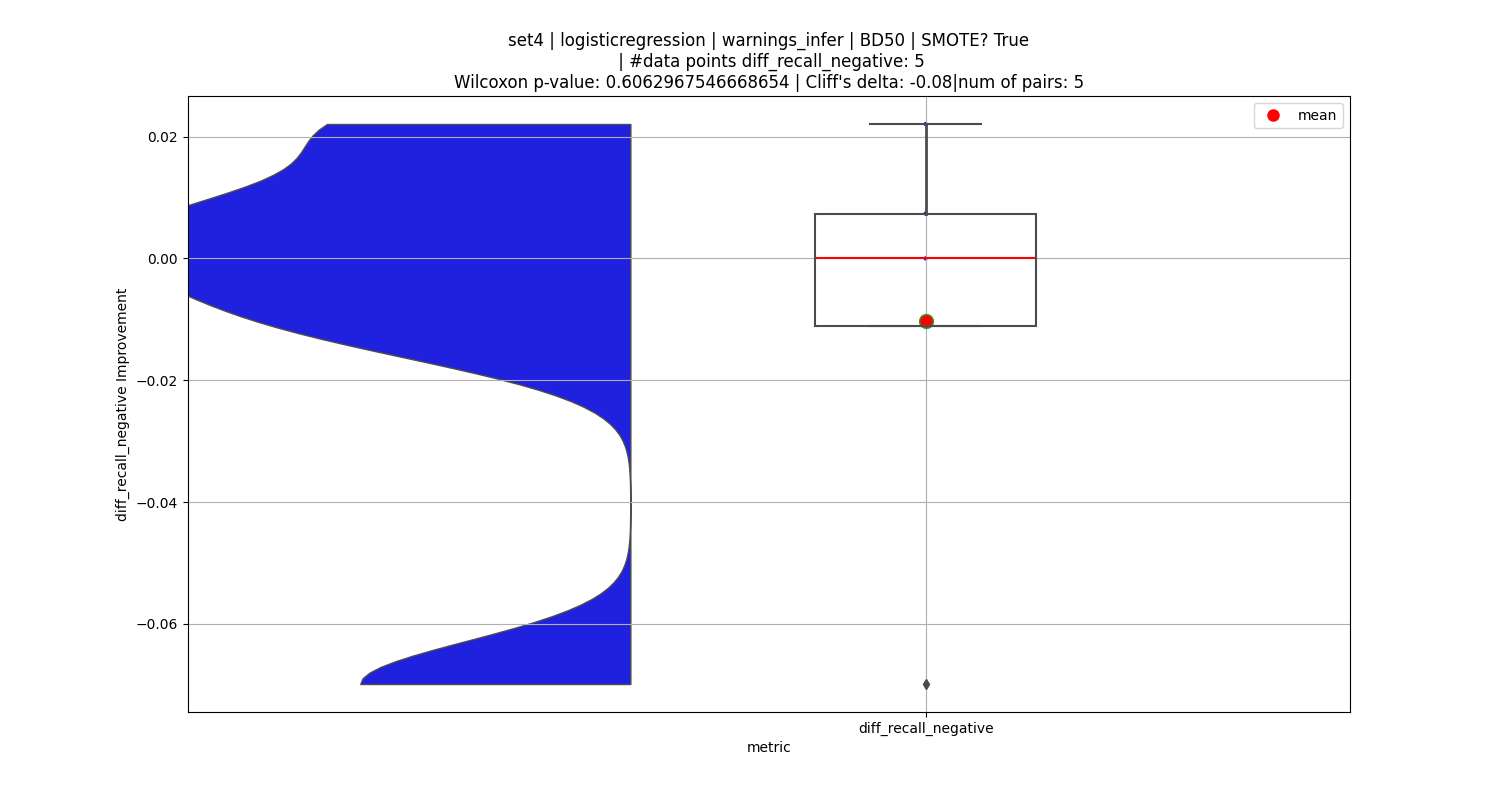 set4 | logisticregression | warnings_infer | BD50 | SMOTE? True
| #data points diff_recall_negative: 5
Wilcoxon p-value: 0.6062967546668654 | Cliff's delta: -0.08|num of pairs: 5
mean
0.02
0.00
−0.02
−0.04
−0.06
diff_recall_negative Improvement
diff_recall_negative
metric